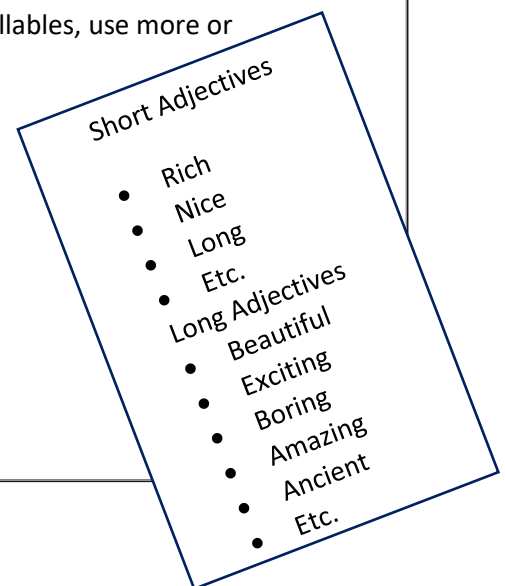 llables, use more or
Short Adjectives
• Rich
• Nice
• Long
• Etc.
Long Adjectives
• Beautiful
• Exciting
• Boring
• Amazing
• Ancient
• Etc.